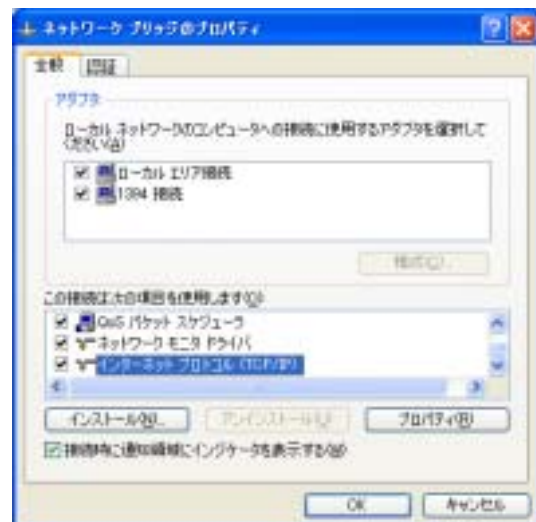 ネットワーク ブリッジのプロパティ
全般 認証
アダプタ
ローカル ネットワークのコンピュータへの接続に使用するアダプタを選択して
ください(A)
ローカル エリア接続
1394 接続
構成(C)...
この接続は次の項目を使用します(O):
QoS パケット スケジューラ
ネットワーク モニタ ドライバ
インターネット プロトコル (TCP/IP)
インストール(N)... アンインストール(U) プロパティ(R)
接続時に通知領域にインジケータを表示する(W)
OK キャンセル